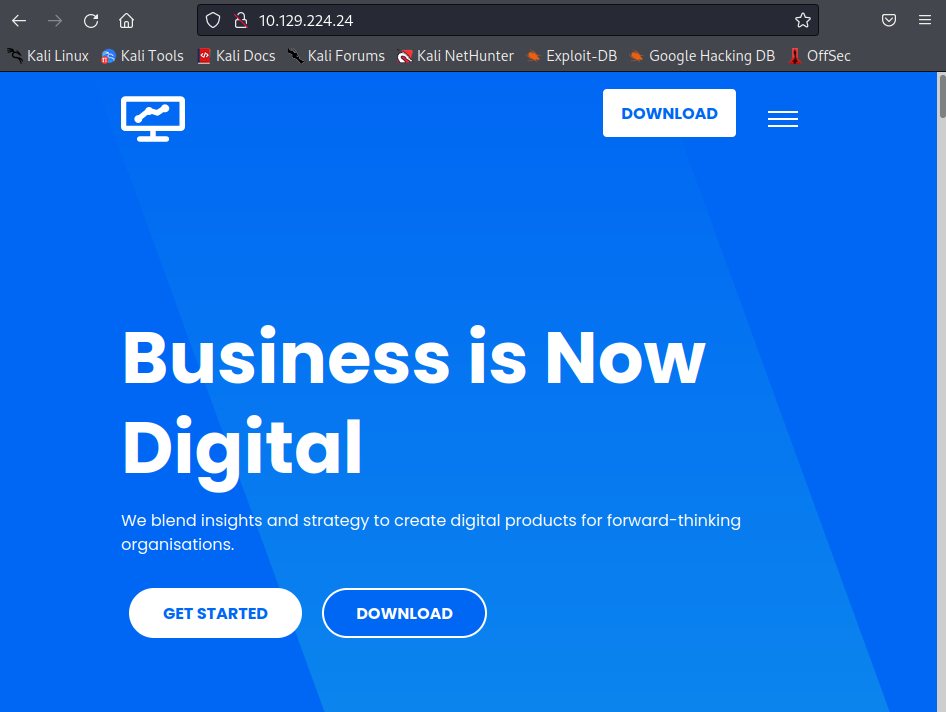 10.129.224.24
Kali Linux Kali Tools Kali Docs Kali Forums Kali NetHunter Exploit-DB Google Hacking DB OffSec
DOWNLOAD
Business is Now
Digital
We blend insights and strategy to create digital products for forward-thinking
organisations.
GET STARTED DOWNLOAD